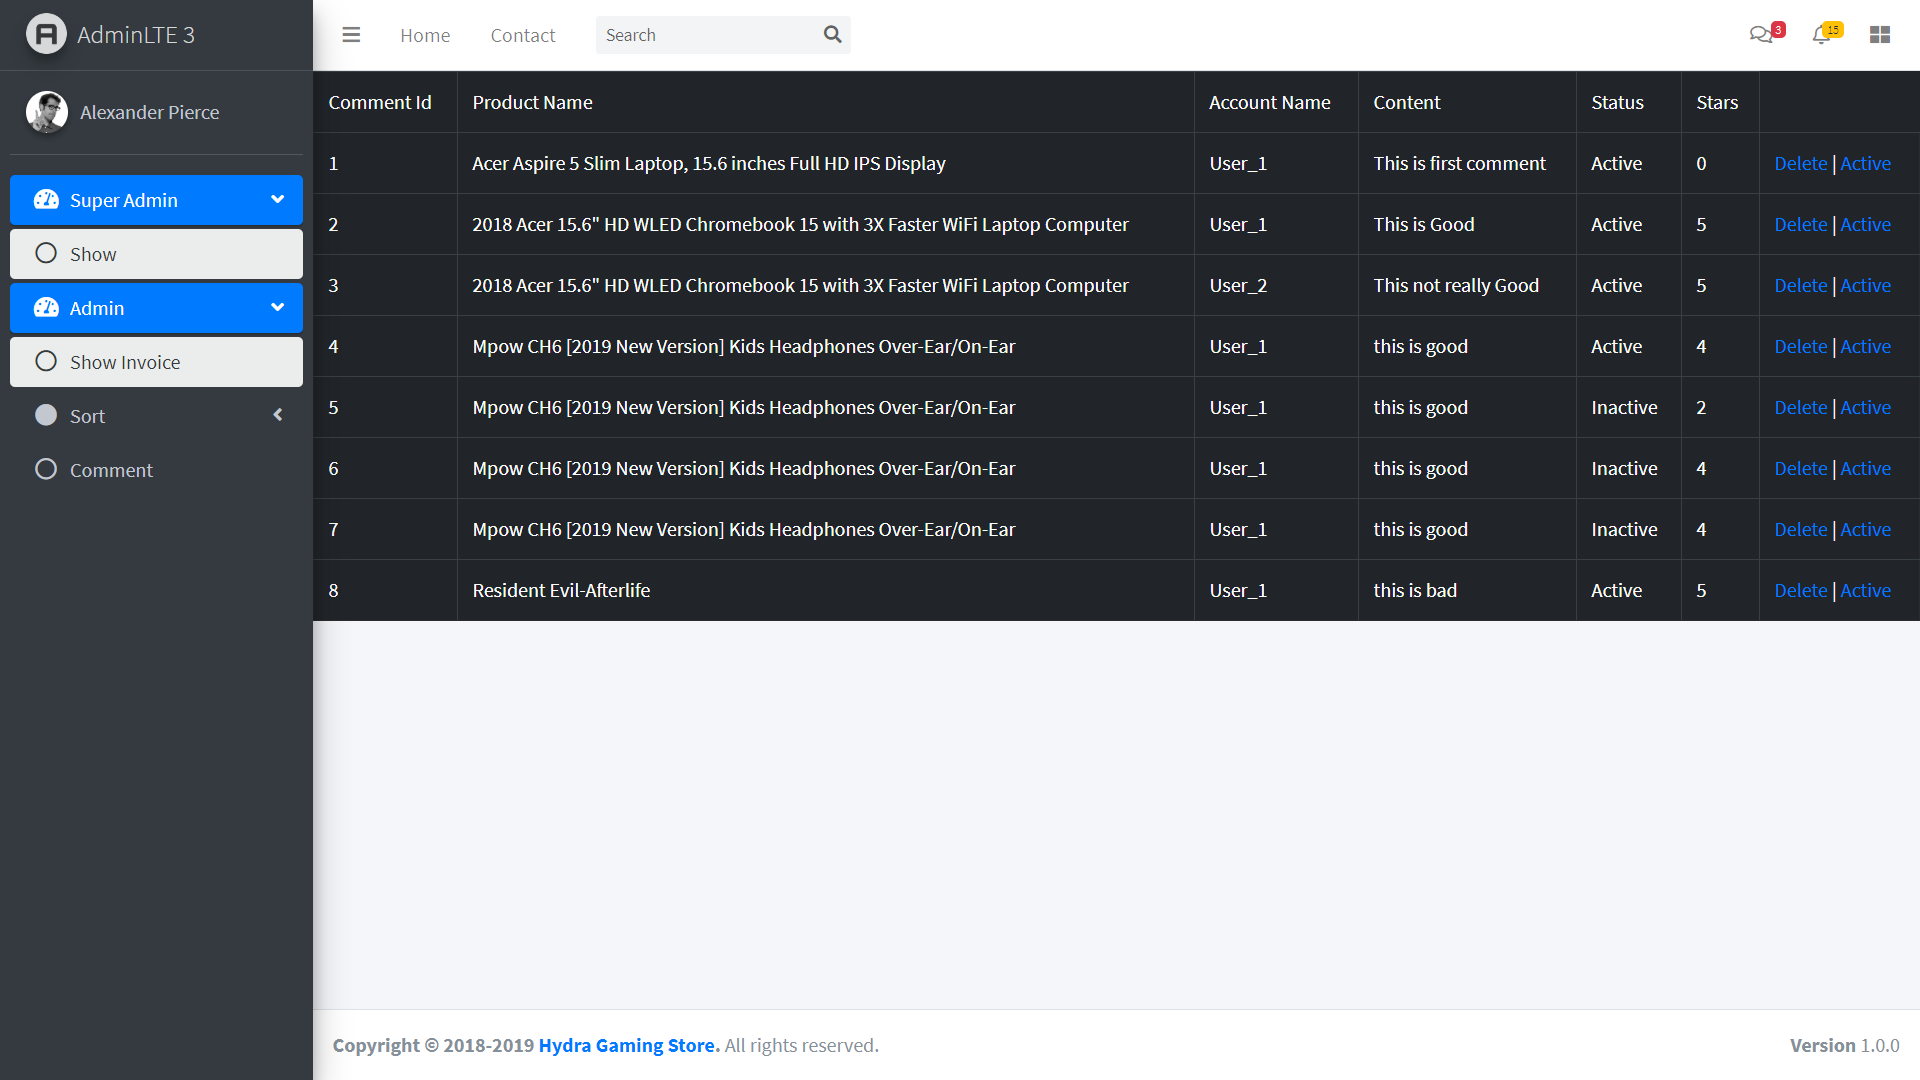 AdminLTE 3
Home
Contact
Search
3
15
Alexander Pierce
Super Admin
Show
Admin
Show Invoice
Sort
Comment
Comment Id Product Name Account Name Content Status Stars
1 Acer Aspire 5 Slim Laptop, 15.6 inches Full HD IPS Display User_1 This is first comment Active 0 Delete | Active
2 2018 Acer 15.6" HD WLED Chromebook 15 with 3X Faster WiFi Laptop Computer User_1 This is Good Active 5 Delete | Active
3 2018 Acer 15.6" HD WLED Chromebook 15 with 3X Faster WiFi Laptop Computer User_2 This not really Good Active 5 Delete | Active
4 Mpow CH6 [2019 New Version] Kids Headphones Over-Ear/On-Ear User_1 this is good Active 4 Delete | Active
5 Mpow CH6 [2019 New Version] Kids Headphones Over-Ear/On-Ear User_1 this is good Inactive 2 Delete | Active
6 Mpow CH6 [2019 New Version] Kids Headphones Over-Ear/On-Ear User_1 this is good Inactive 4 Delete | Active
7 Mpow CH6 [2019 New Version] Kids Headphones Over-Ear/On-Ear User_1 this is good Inactive 4 Delete | Active
8 Resident Evil-Afterlife User_1 this is bad Active 5 Delete | Active
Copyright © 2018-2019 Hydra Gaming Store. All rights reserved.
Version 1.0.0